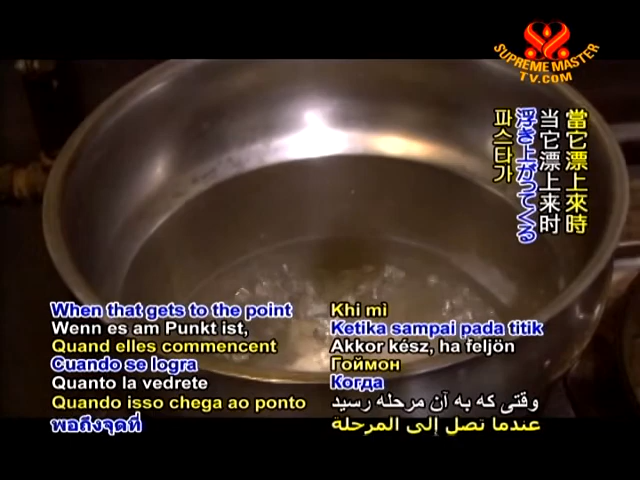 SUPREME MASTER
TV.COM
當它漂上來時
当它漂上来时
浮き上がってくる
파스타가
When that gets to the point
Wenn es am Punkt ist,
Quand elles commencent
Cuando se logra
Quanto la vedrete
Quando isso chega ao ponto
พอถึงจุดที่
Khi mì
Ketika sampai pada titik
Akkor kész, ha feljön
Гоймон
Когда
وقتی که به آن مرحله رسید
عندما تصل إلى المرحلة